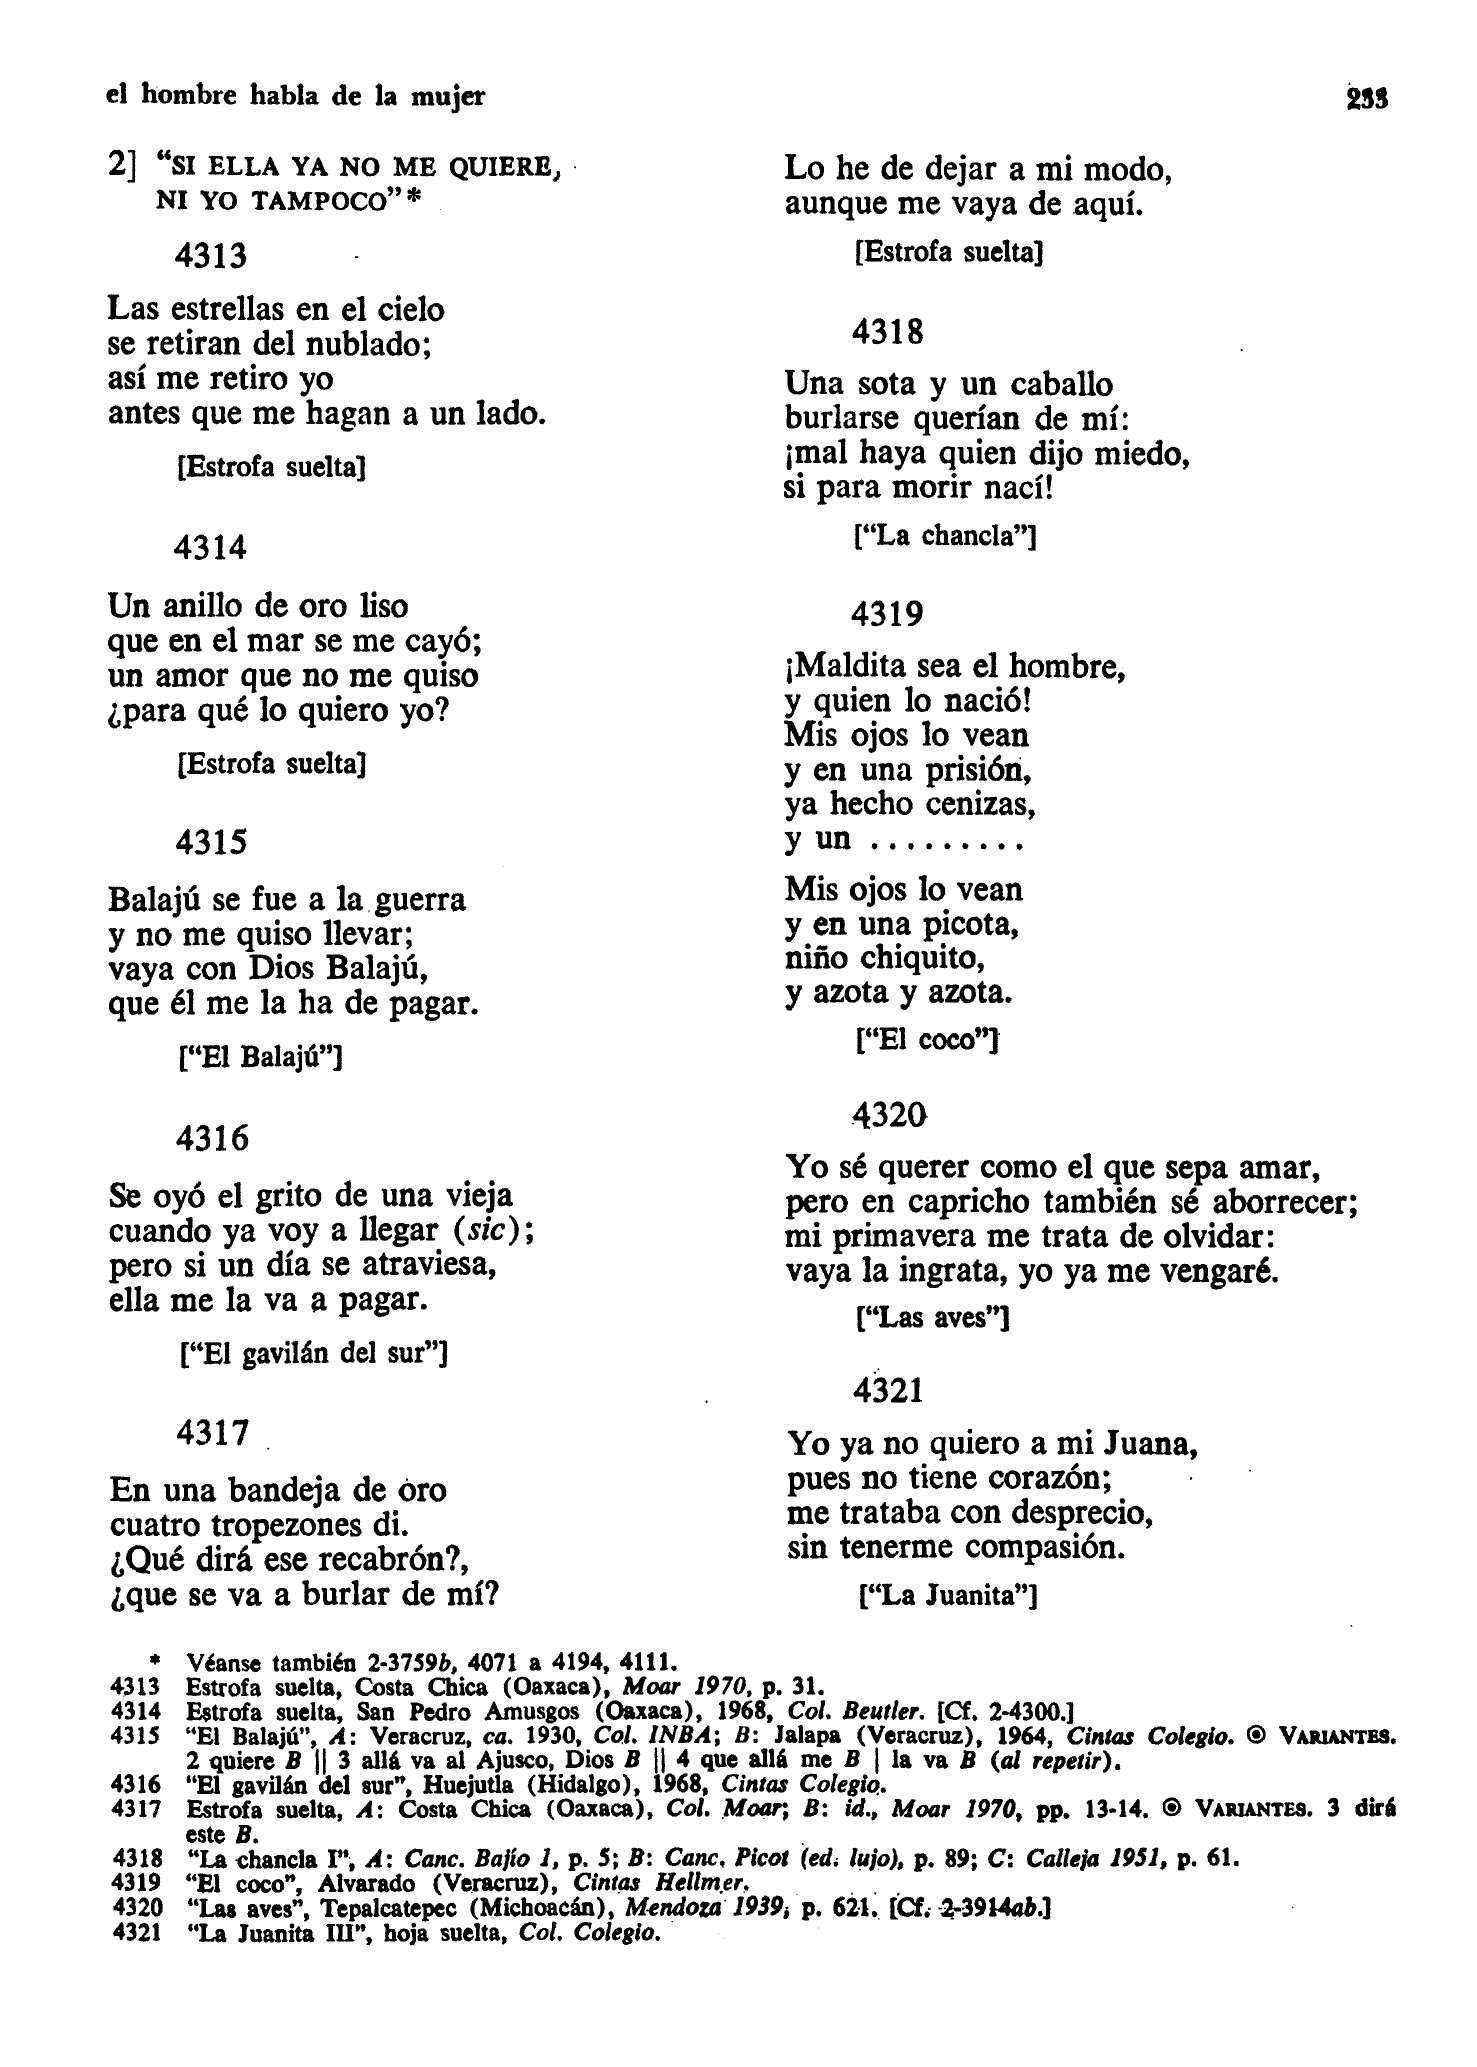 el hombre habla de la mujer
233
2] “SI ELLA YA NO ME QUIERE,
NI YO TAMPOCO”*
4313
Las estrellas en el cielo
se retiran del nublado;
así me retiro yo
antes que me hagan a un lado.
[Estrofa suelta]
4314
Un anillo de oro liso
que en el mar se me cayó;
un amor que no me quiso
¿para qué lo quiero yo?
[Estrofa suelta]
4315
Balajú se fue a la guerra
y no me quiso llevar;
vaya con Dios Balajú,
que él me la ha de pagar.
[“El Balajú”]
4316
Se oyó el grito de una vieja
cuando ya voy a llegar (sic);
pero si un día se atraviesa,
ella me la va a pagar.
[“El gavilán del sur”]
4317
En una bandeja de oro
cuatro tropezones di.
¿Qué dirá ese recabrón?,
¿que se va a burlar de mí?
Lo he de dejar a mi modo,
aunque me vaya de aquí.
[Estrofa suelta]
4318
Una sota y un caballo
burlarse querían de mí:
¡mal haya quien dijo miedo,
si para morir nací!
[“La chancla”]
4319
¡Maldita sea el hombre,
y quien lo nació!
Mis ojos lo vean
y en una prisión,
ya hecho cenizas,
y un .........
Mis ojos lo vean
y en una picota,
niño chiquito,
y azota y azota.
[“El coco”]
4320
Yo sé querer como el que sepa amar,
pero en capricho también sé aborrecer;
mi primavera me trata de olvidar:
vaya la ingrata, yo ya me vengaré.
[“Las aves”]
4321
Yo ya no quiero a mi Juana,
pues no tiene corazón;
me trataba con desprecio,
sin tenerme compasión.
[“La Juanita”]
* Véanse también 2-3759b, 4071 a 4194, 4111.
4313 Estrofa suelta, Costa Chica (Oaxaca), Moar 1970, p. 31.
4314 Estrofa suelta, San Pedro Amusgos (Oaxaca), 1968, Col. Beutler. [Cf. 2-4300.]
4315 “El Balajú”, A: Veracruz, ca. 1930, Col. INBA; B: Jalapa (Veracruz), 1964, Cintas Colegio. ⊙ VARIANTES.
2 quiere B || 3 allá va al Ajusco, Dios B || 4 que allá me B | la va B (al repetir).
4316 “El gavilán del sur”, Huejutla (Hidalgo), 1968, Cintas Colegio.
4317 Estrofa suelta, A: Costa Chica (Oaxaca), Col. Moar; B: id., Moar 1970, pp. 13-14. ⊙ VARIANTES. 3 dirá
este B.
4318 “La chancla I”, A: Canc. Bajío 1, p. 5; B: Canc. Picot (ed. lujo), p. 89; C: Calleja 1951, p. 61.
4319 “El coco”, Alvarado (Veracruz), Cintas Hellmer.
4320 “Las aves”, Tepalcatepec (Michoacán), Mendoza 1939, p. 621. [Cf. 2-3914ab.]
4321 “La Juanita III”, hoja suelta, Col. Colegio.